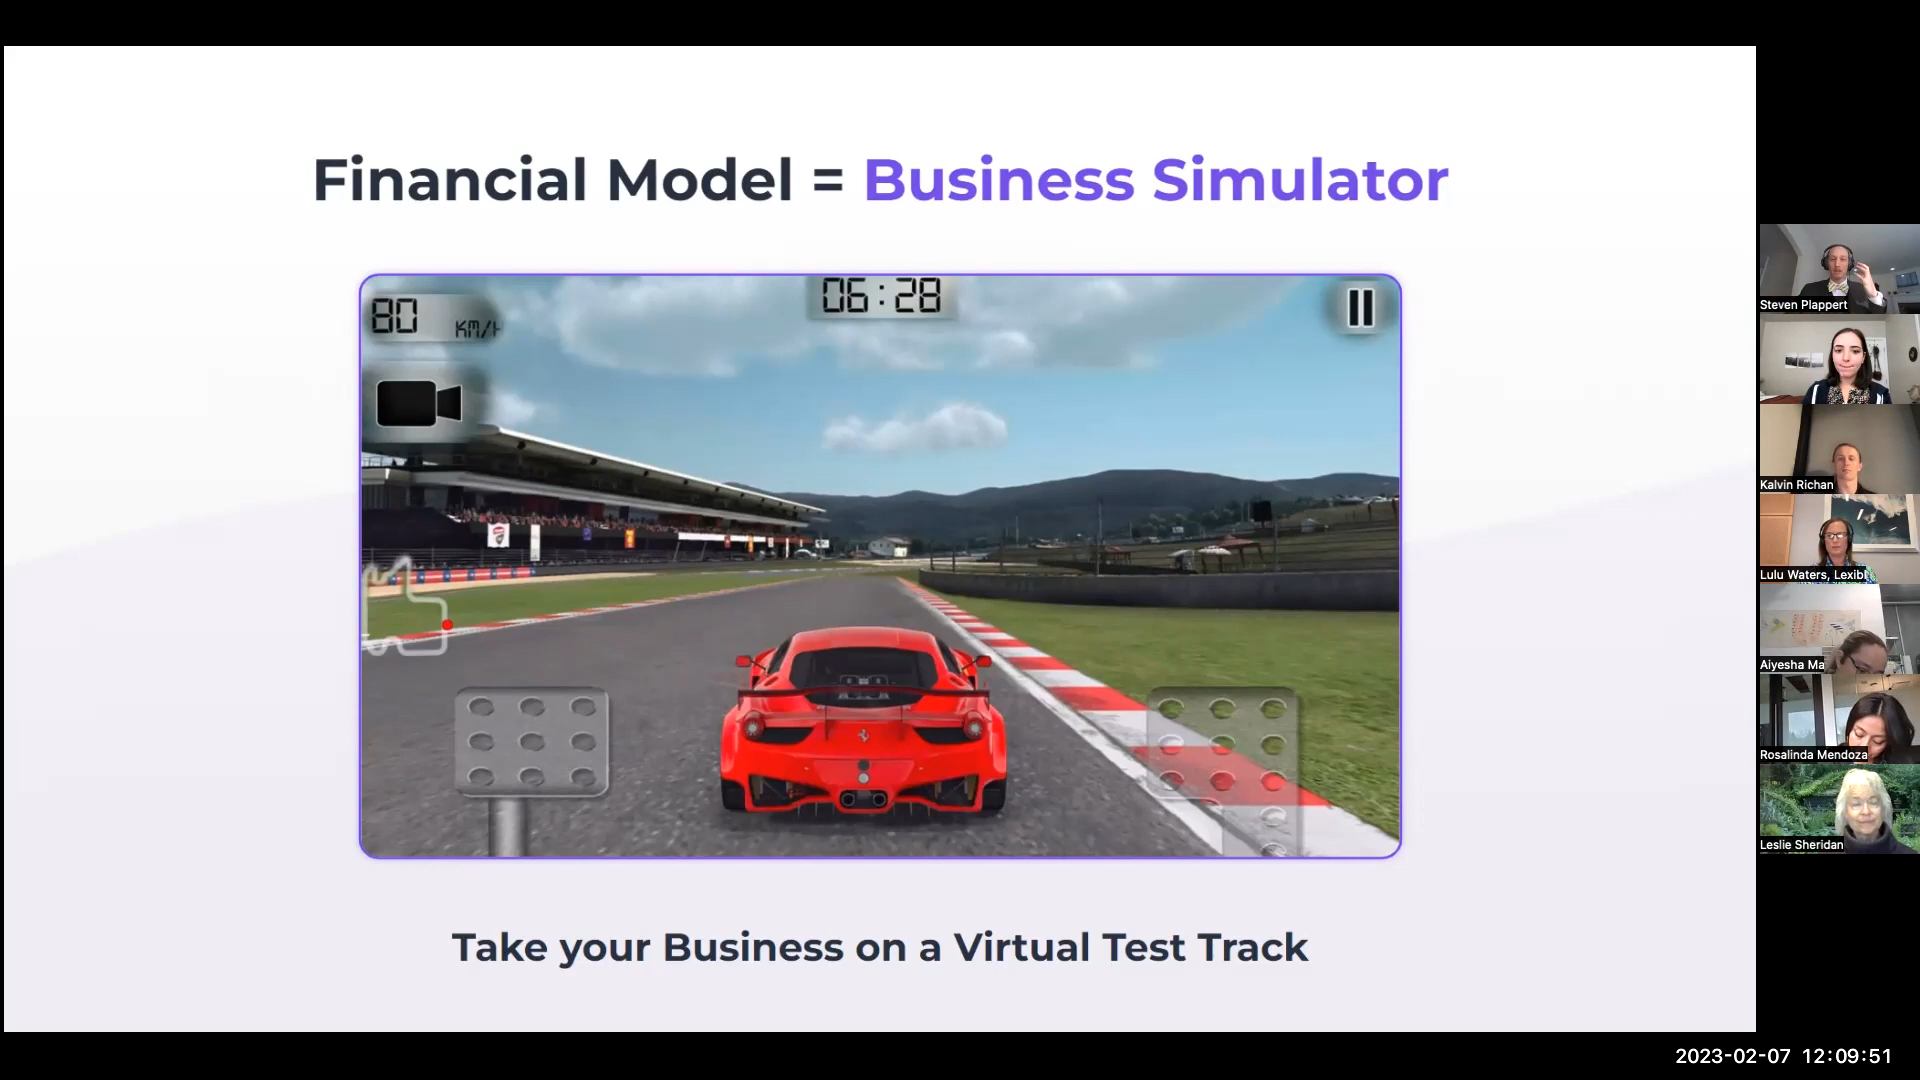 Financial Model = Business Simulator
80 KM/H
06:28
Take your Business on a Virtual Test Track
Steven Plappert
Kalvin Richan
Lulu Waters, Lexibl
Aiyesha Ma
Rosalinda Mendoza
Leslie Sheridan
2023-02-07 12:09:51